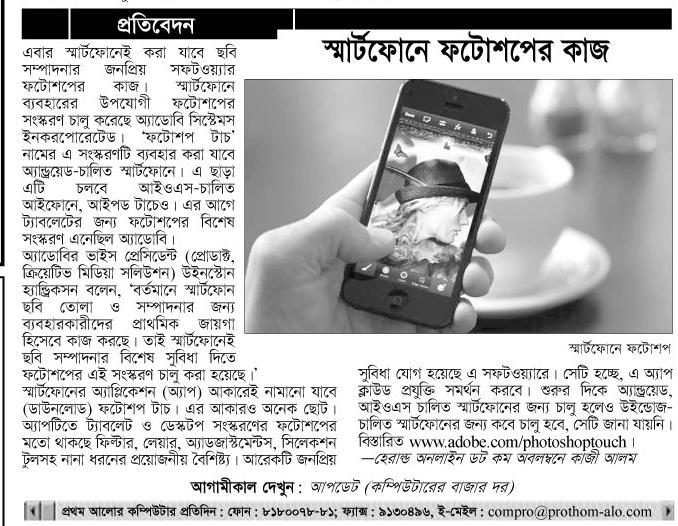 প্রতিবেদন
স্মার্টফোনে ফটোশপের কাজ
এবার স্মার্টফোনেই করা যাবে ছবি
সম্পাদনার জনপ্রিয় সফটওয়্যার
ফটোশপের কাজ। স্মার্টফোনে
ব্যবহারের উপযোগী ফটোশপের
সংস্করণ চালু করেছে অ্যাডোবি সিস্টেমস
ইনকরপোরেটেড। ‘ফটোশপ টাচ’
নামের এ সংস্করণটি ব্যবহার করা যাবে
অ্যান্ড্রয়েড-চালিত স্মার্টফোনে। এ ছাড়া
এটি চলবে আইওএস-চালিত
আইফোনে, আইপড টাচেও। এর আগে
ট্যাবলেটের জন্য ফটোশপের বিশেষ
সংস্করণ এনেছিল অ্যাডোবি।
অ্যাডোবির ভাইস প্রেসিডেন্ট (প্রোডাক্ট,
ক্রিয়েটিভ মিডিয়া সলিউশন) উইনস্টোন
হ্যান্ড্রিকসন বলেন, ‘বর্তমানে স্মার্টফোন
ছবি তোলা ও সম্পাদনার জন্য
ব্যবহারকারীদের প্রাথমিক জায়গা
হিসেবে কাজ করছে। তাই স্মার্টফোনেই
ছবি সম্পাদনার বিশেষ সুবিধা দিতে
ফটোশপের এই সংস্করণ চালু করা হয়েছে।’
স্মার্টফোনের অ্যাপ্লিকেশন (অ্যাপ) আকারেই নামানো যাবে
(ডাউনলোড) ফটোশপ টাচ। এর আকারও অনেক ছোট।
অ্যাপটিতে ট্যাবলেট ও ডেস্কটপ সংস্করণের ফটোশপের
মতো থাকছে ফিল্টার, লেয়ার, অ্যাডজাস্টমেন্টস, সিলেকশন
টুলসহ নানা ধরনের প্রয়োজনীয় বৈশিষ্ট্য। আরেকটি জনপ্রিয়
স্মার্টফোনে ফটোশপ
সুবিধা যোগ হয়েছে এ সফটওয়্যারে। সেটি হচ্ছে, এ অ্যাপ
ক্লাউড প্রযুক্তি সমর্থন করবে। শুরুর দিকে অ্যান্ড্রয়েড,
আইওএস চালিত স্মার্টফোনের জন্য চালু হলেও উইন্ডোজ-
চালিত স্মার্টফোনের জন্য কবে চালু হবে, সেটি জানা যায়নি।
বিস্তারিত www.adobe.com/photoshoptouch।
—হেরাল্ড অনলাইন ডট কম অবলম্বনে কাজী আলম
আগামীকাল দেখুন : আপডেট (কম্পিউটারের বাজার দর)
প্রথম আলোর কম্পিউটার প্রতিদিন : ফোন : ৮১৮০০৭৮-৮১; ফ্যাক্স : ৯১৩০৪৯৬, ই-মেইল : compro@prothom-alo.com